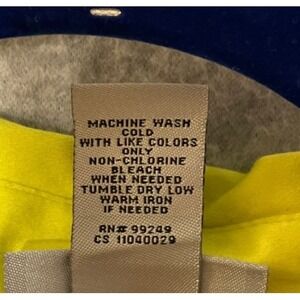 MACHINE WASH
COLD
WITH LIKE COLORS
ONLY
NON-CHLORINE
BLEACH
WHEN NEEDED
TUMBLE DRY LOW
WARM IRON
IF NEEDED
RN# 99249
CS 11040029